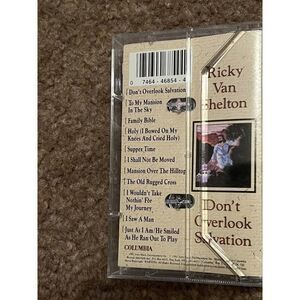 0 7464-46854-4
Don't Overlook Salvation
To My Mansion
In The Sky
Family Bible
Holy (I Bowed On My
Knees And Cried Holy)
Supper Time
I Shall Not Be Moved
Mansion Over The Hilltop
The Old Rugged Cross
I Wouldn't Take
Nothin' For
My Journey
I Saw A Man
Just As I Am/He Smiled
As He Ran Out To Play
COLUMBIA
Ricky
Van
Shelton
Don't
Overlook
Salvation